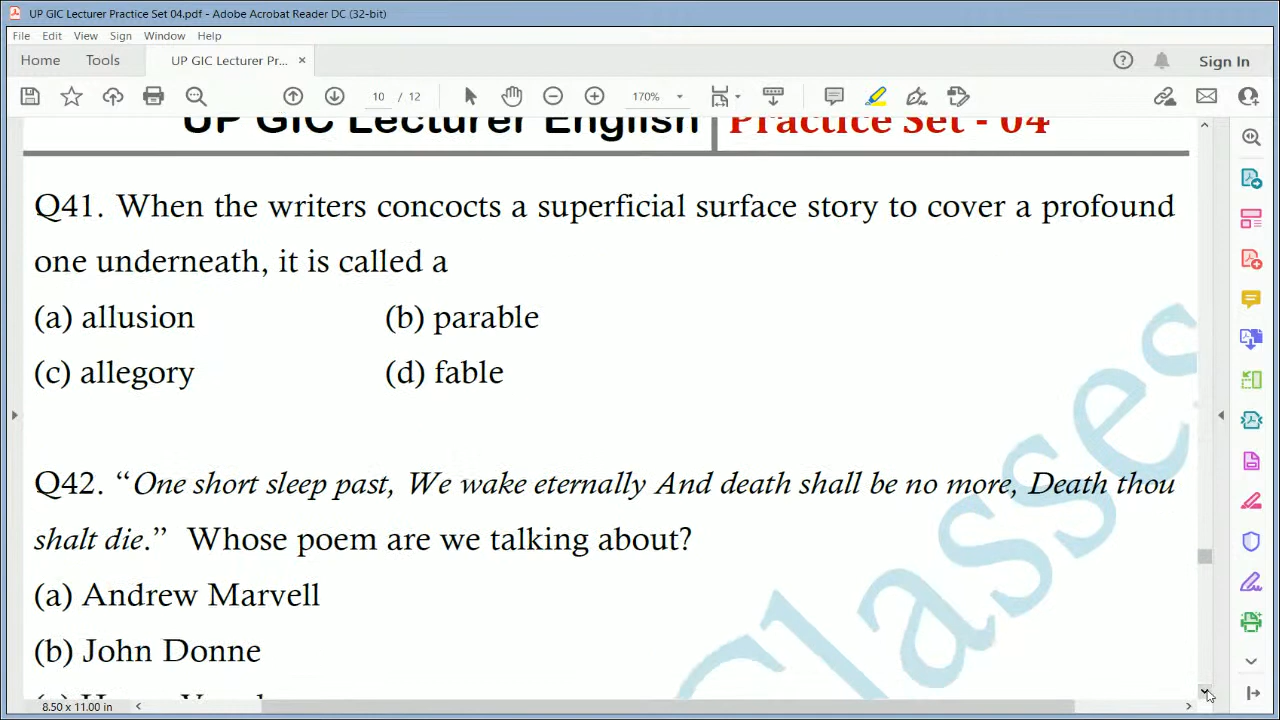 UP GIC Lecturer Practice Set 04.pdf - Adobe Acrobat Reader DC (32-bit)
File Edit View Sign Window Help
Home Tools UP GIC Lecturer Pr... × Sign In
10 / 12 170%
UP GIC Lecturer English Practice Set - 04
Q41. When the writers concocts a superficial surface story to cover a profound
one underneath, it is called a
(a) allusion (b) parable
(c) allegory (d) fable
Q42. “One short sleep past, We wake eternally And death shall be no more, Death thou
shalt die.” Whose poem are we talking about?
(a) Andrew Marvell
(b) John Donne
Classes
8.50 x 11.00 in